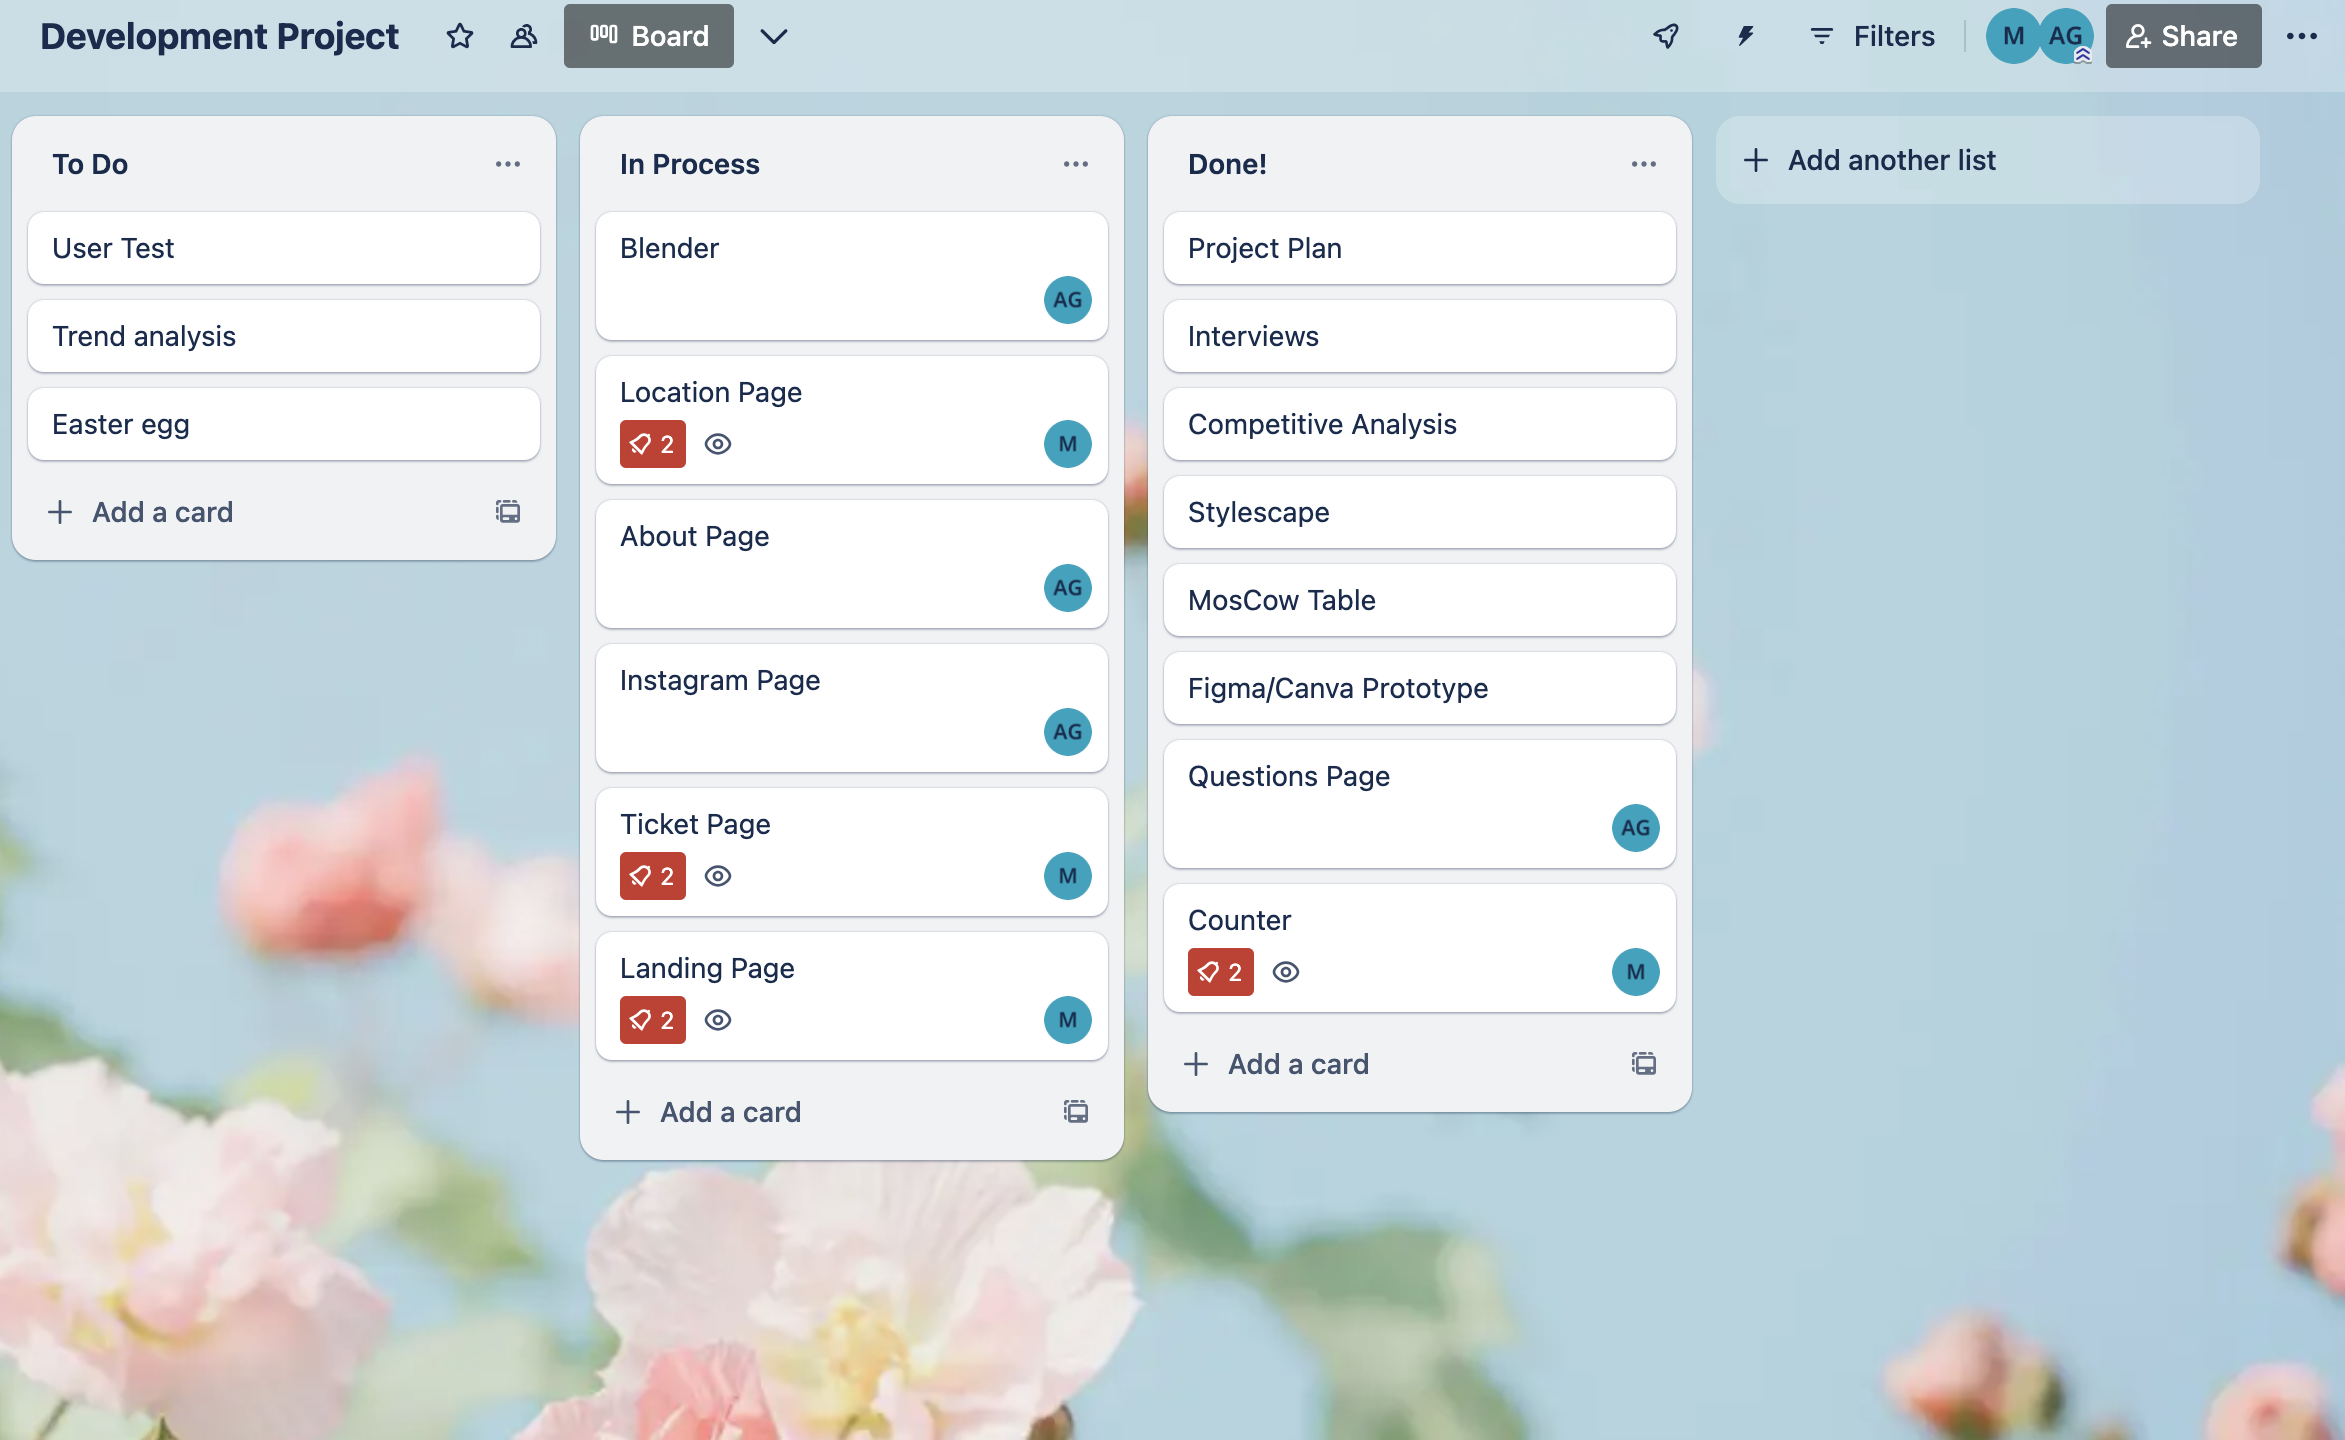 Development Project
Board
Filters
M
AG
Share
To Do
User Test
Trend analysis
Easter egg
Add a card
In Process
Blender
AG
Location Page
2
M
About Page
AG
Instagram Page
AG
Ticket Page
2
M
Landing Page
2
M
Add a card
Done!
Project Plan
Interviews
Competitive Analysis
Stylescape
MosCow Table
Figma/Canva Prototype
Questions Page
AG
Counter
2
M
Add a card
Add another list